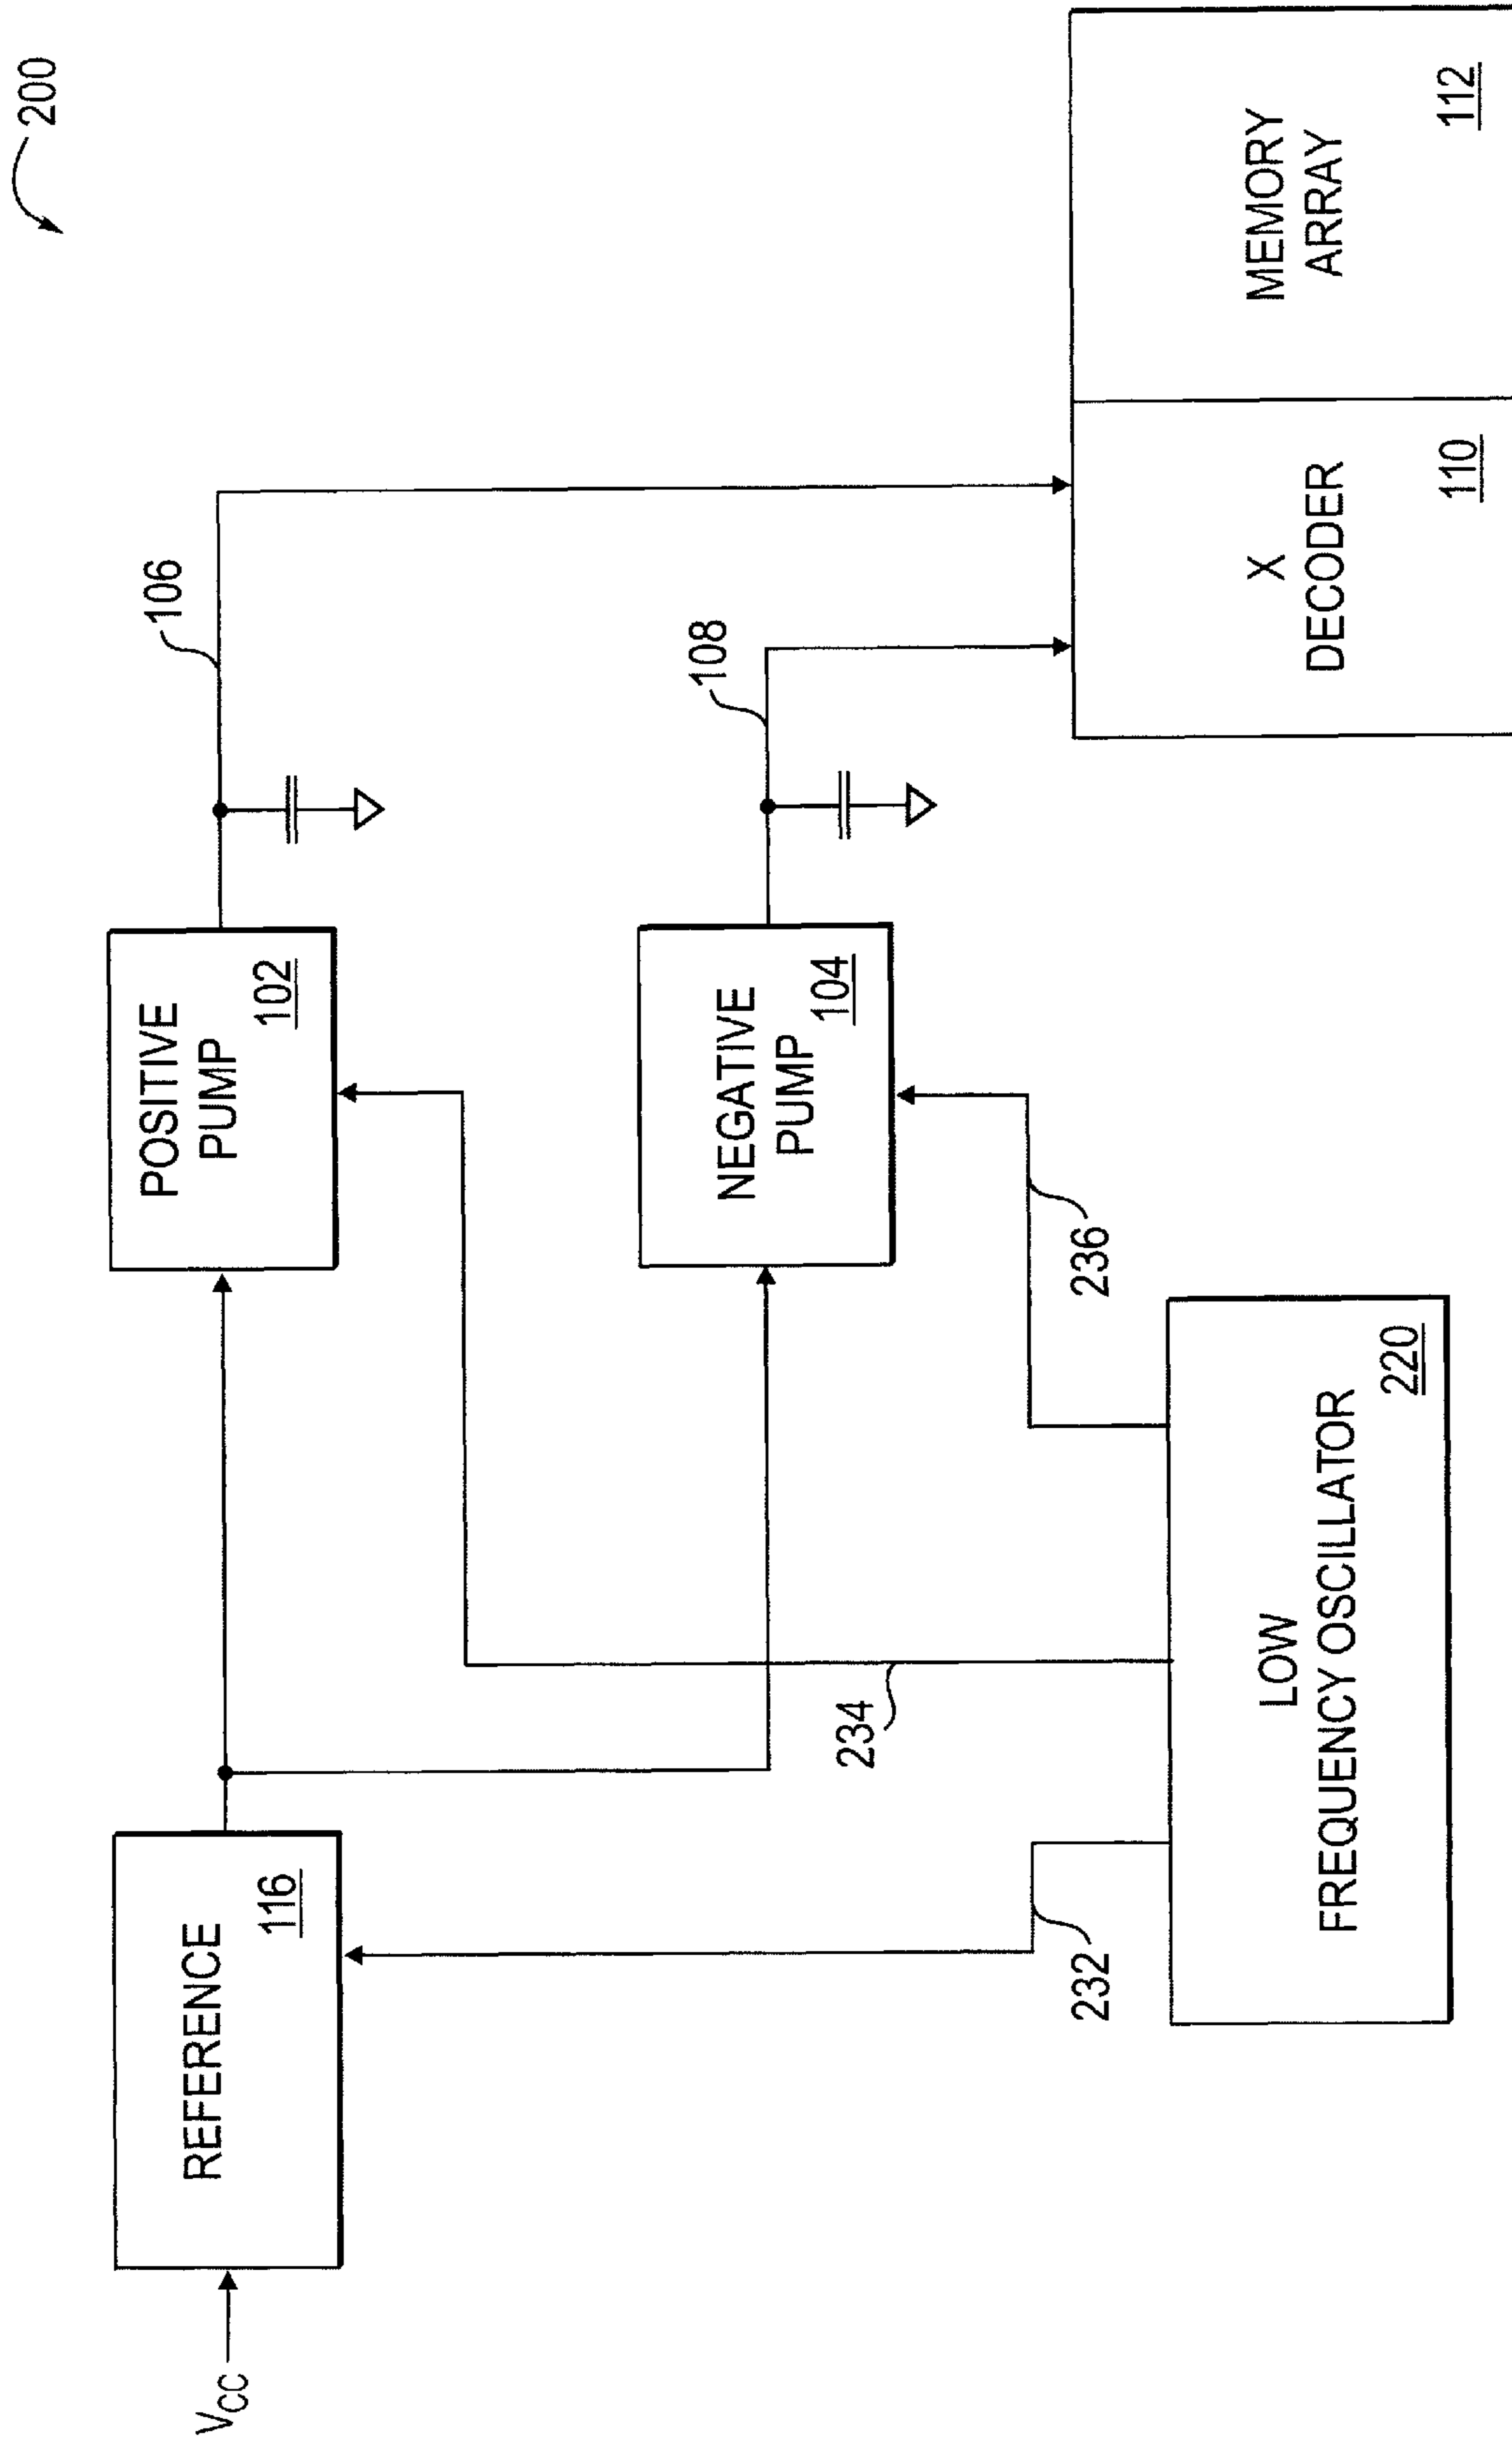 200
V_CC
REFERENCE
116
POSITIVE
PUMP
102
106
NEGATIVE
PUMP
104
108
234
232
236
LOW
FREQUENCY OSCILLATOR
220
X
DECODER
110
MEMORY
ARRAY
112